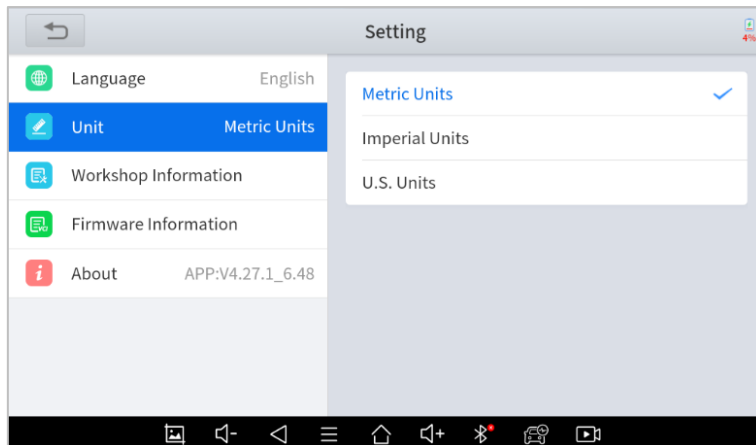 Setting
4%
Language English
Unit Metric Units
Workshop Information
Firmware Information
About APP:V4.27.1_6.48
Metric Units
Imperial Units
U.S. Units